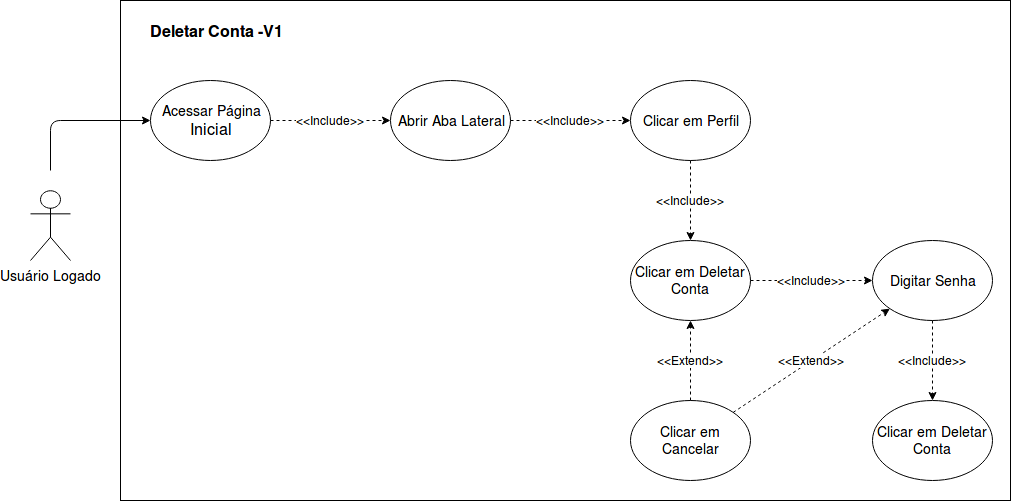 Deletar Conta -V1
Acessar Página
Inicial
<<Include>>
Abrir Aba Lateral
<<Include>>
Clicar em Perfil
<<Include>>
Usuário Logado
Clicar em Deletar
Conta
<<Include>>
Digitar Senha
<<Extend>>
<<Extend>>
<<Include>>
Clicar em
Cancelar
Clicar em Deletar
Conta